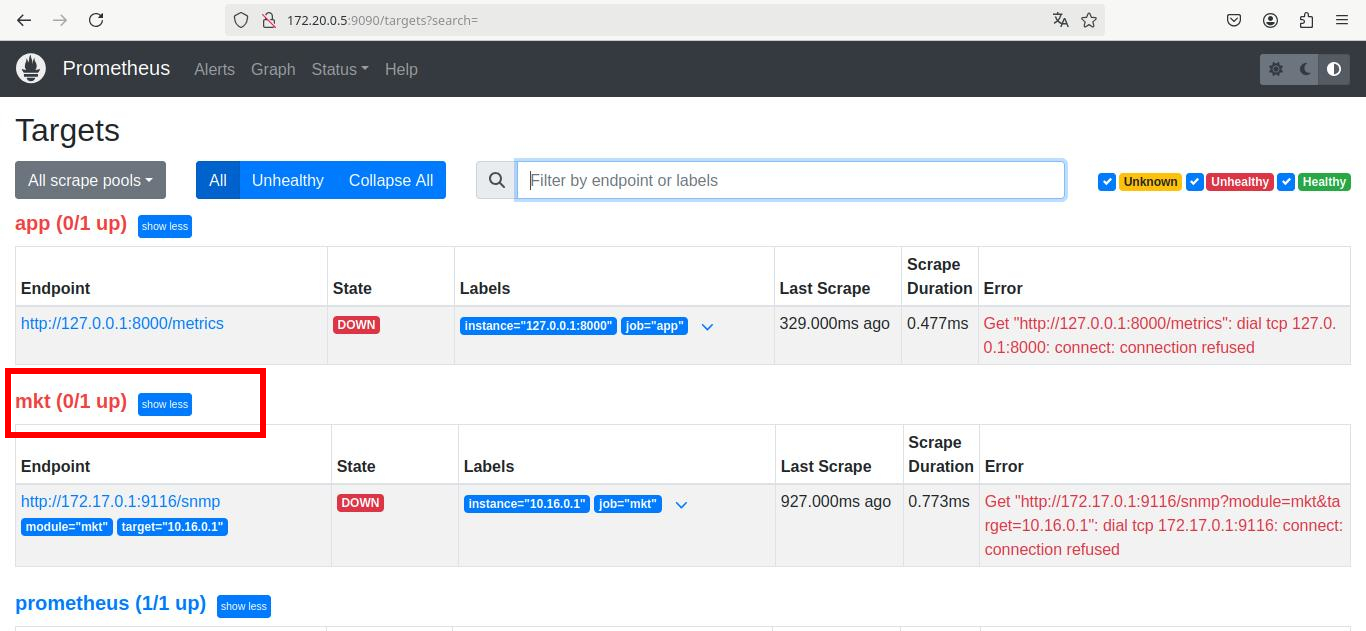 172.20.0.5:9090/targets?search=
Prometheus Alerts Graph Status Help
Targets
All scrape pools All Unhealthy Collapse All Filter by endpoint or labels Unknown Unhealthy Healthy
app (0/1 up) show less
Scrape
Endpoint State Labels Last Scrape Duration Error
http://127.0.0.1:8000/metrics DOWN instance="127.0.0.1:8000" job="app" 329.000ms ago 0.477ms Get "http://127.0.0.1:8000/metrics": dial tcp 127.0.
0.1:8000: connect: connection refused
mkt (0/1 up) show less
Scrape
Endpoint State Labels Last Scrape Duration Error
http://172.17.0.1:9116/snmp DOWN instance="10.16.0.1" job="mkt" 927.000ms ago 0.773ms Get "http://172.17.0.1:9116/snmp?module=mkt&ta
module="mkt" target="10.16.0.1" rget=10.16.0.1": dial tcp 172.17.0.1:9116: connect:
connection refused
prometheus (1/1 up) show less